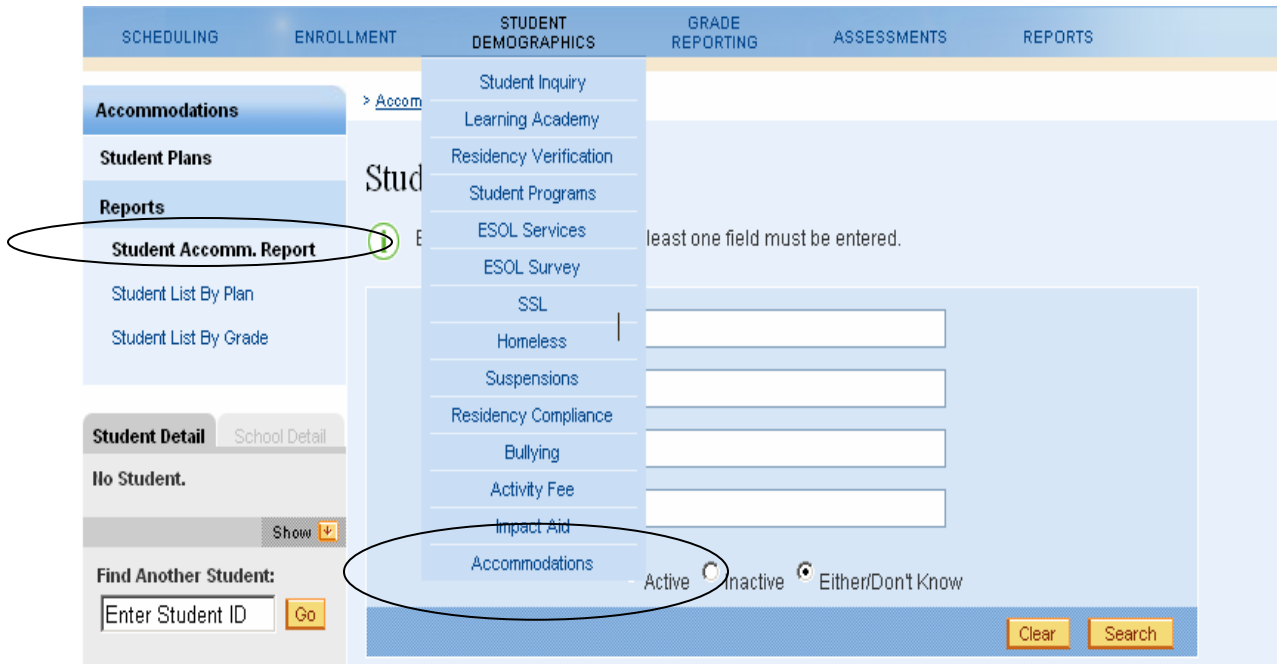 SCHEDULING
ENROLLMENT
STUDENT
DEMOGRAPHICS
GRADE
REPORTING
ASSESSMENTS
REPORTS
Accommodations
Student Plans
Reports
Student Accomm. Report
Student List By Plan
Student List By Grade
Student Detail
School Detail
No Student.
Show
Find Another Student:
Enter Student ID
Go
> Accom
Stud
E
least one field must be entered.
Student Inquiry
Learning Academy
Residency Verification
Student Programs
ESOL Services
ESOL Survey
SSL
Homeless
Suspensions
Residency Compliance
Bullying
Activity Fee
Impact Aid
Accommodations
Active Inactive Either/Don't Know
Clear Search